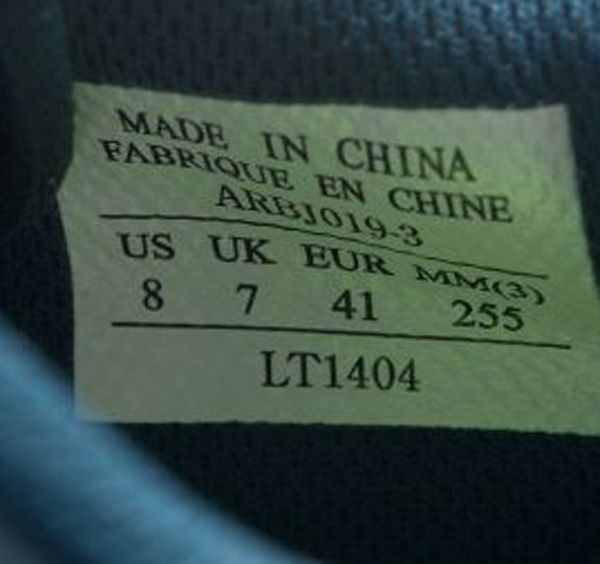 MADE IN CHINA
FABRIQUE EN CHINE
ARBJ019-3
US UK EUR MM(3)
8 7 41 255
LT1404